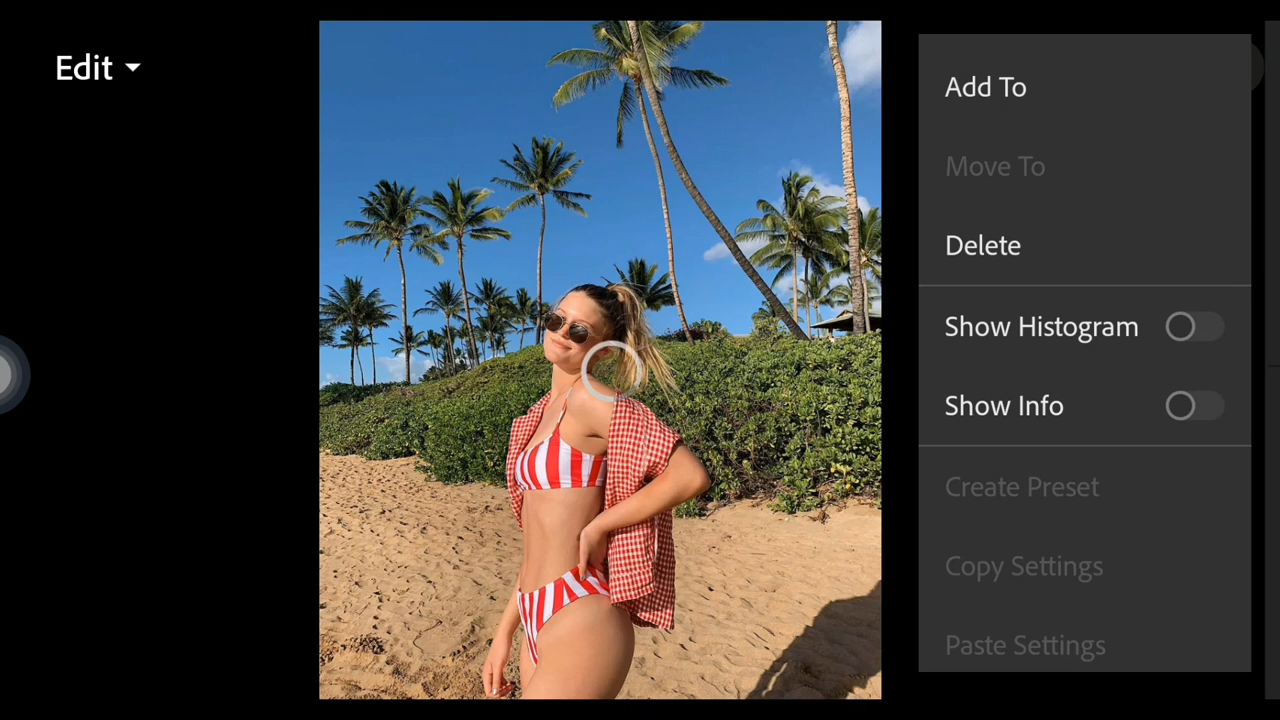 Edit
Add To
Move To
Delete
Show Histogram
Show Info
Create Preset
Copy Settings
Paste Settings